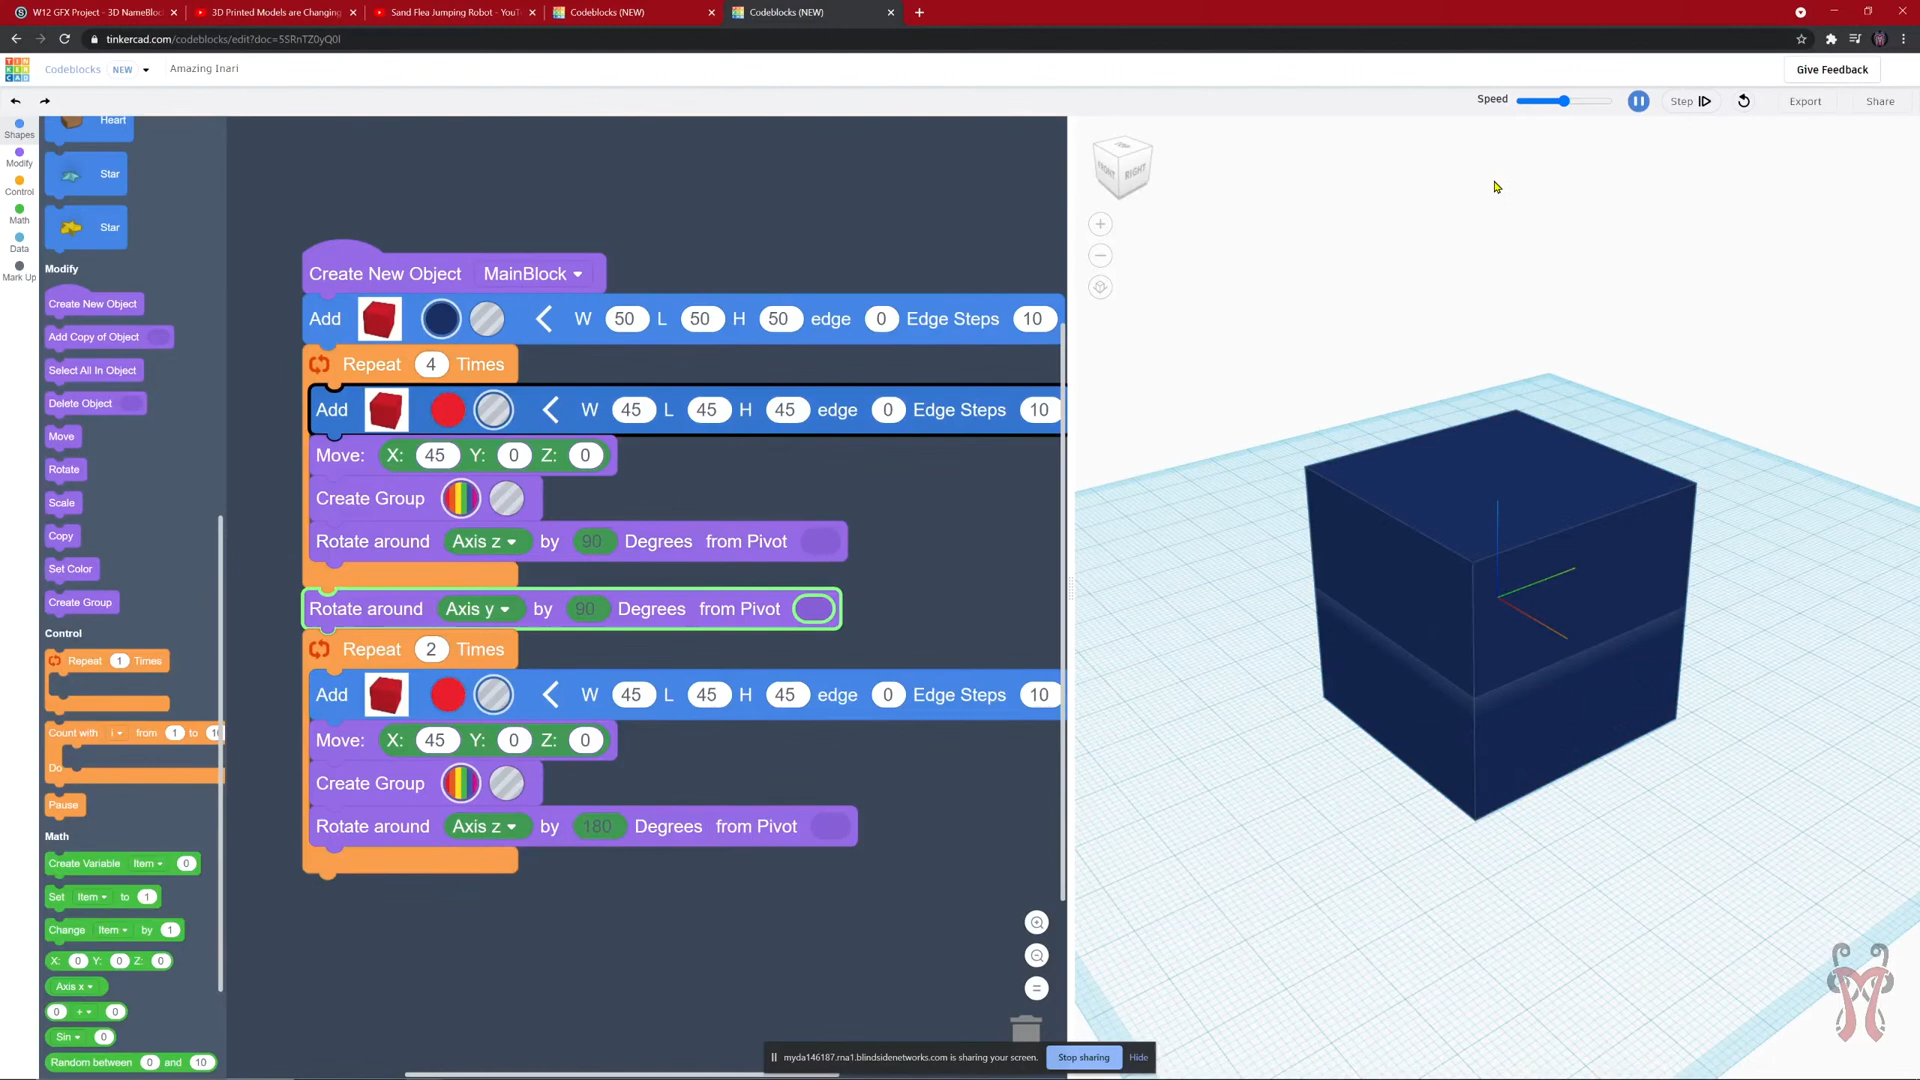 W12 GFX Project - 3D NameBloc
3D Printed Models are Changing
Sand Flea Jumping Robot - YouT
Codeblocks (NEW)
Codeblocks (NEW)
tinkercad.com/codeblocks/edit?doc=5SRnTZ0yQ0I
TIN
KER
CAD
Codeblocks NEW
Amazing Inari
Give Feedback
Speed
Step
Export
Share
Shapes
Modify
Control
Math
Data
Mark Up
Heart
Star
Star
Modify
Create New Object
Add Copy of Object
Select All In Object
Delete Object
Move
Rotate
Scale
Copy
Set Color
Create Group
Control
Repeat 1 Times
Count with i from 1 to 10
Do
Pause
Math
Create Variable Item 0
Set Item to 1
Change Item by 1
X: 0 Y: 0 Z: 0
Axis x
0 + 0
Sin 0
Random between 0 and 10
Create New Object MainBlock
Add W 50 L 50 H 50 edge 0 Edge Steps 10
Repeat 4 Times
Add W 45 L 45 H 45 edge 0 Edge Steps 10
Move: X: 45 Y: 0 Z: 0
Create Group
Rotate around Axis z by 90 Degrees from Pivot
Rotate around Axis y by 90 Degrees from Pivot
Repeat 2 Times
Add W 45 L 45 H 45 edge 0 Edge Steps 10
Move: X: 45 Y: 0 Z: 0
Create Group
Rotate around Axis z by 180 Degrees from Pivot
TOP
FRONT
RIGHT
myda146187.rna1.blindsidenetworks.com is sharing your screen.
Stop sharing
Hide